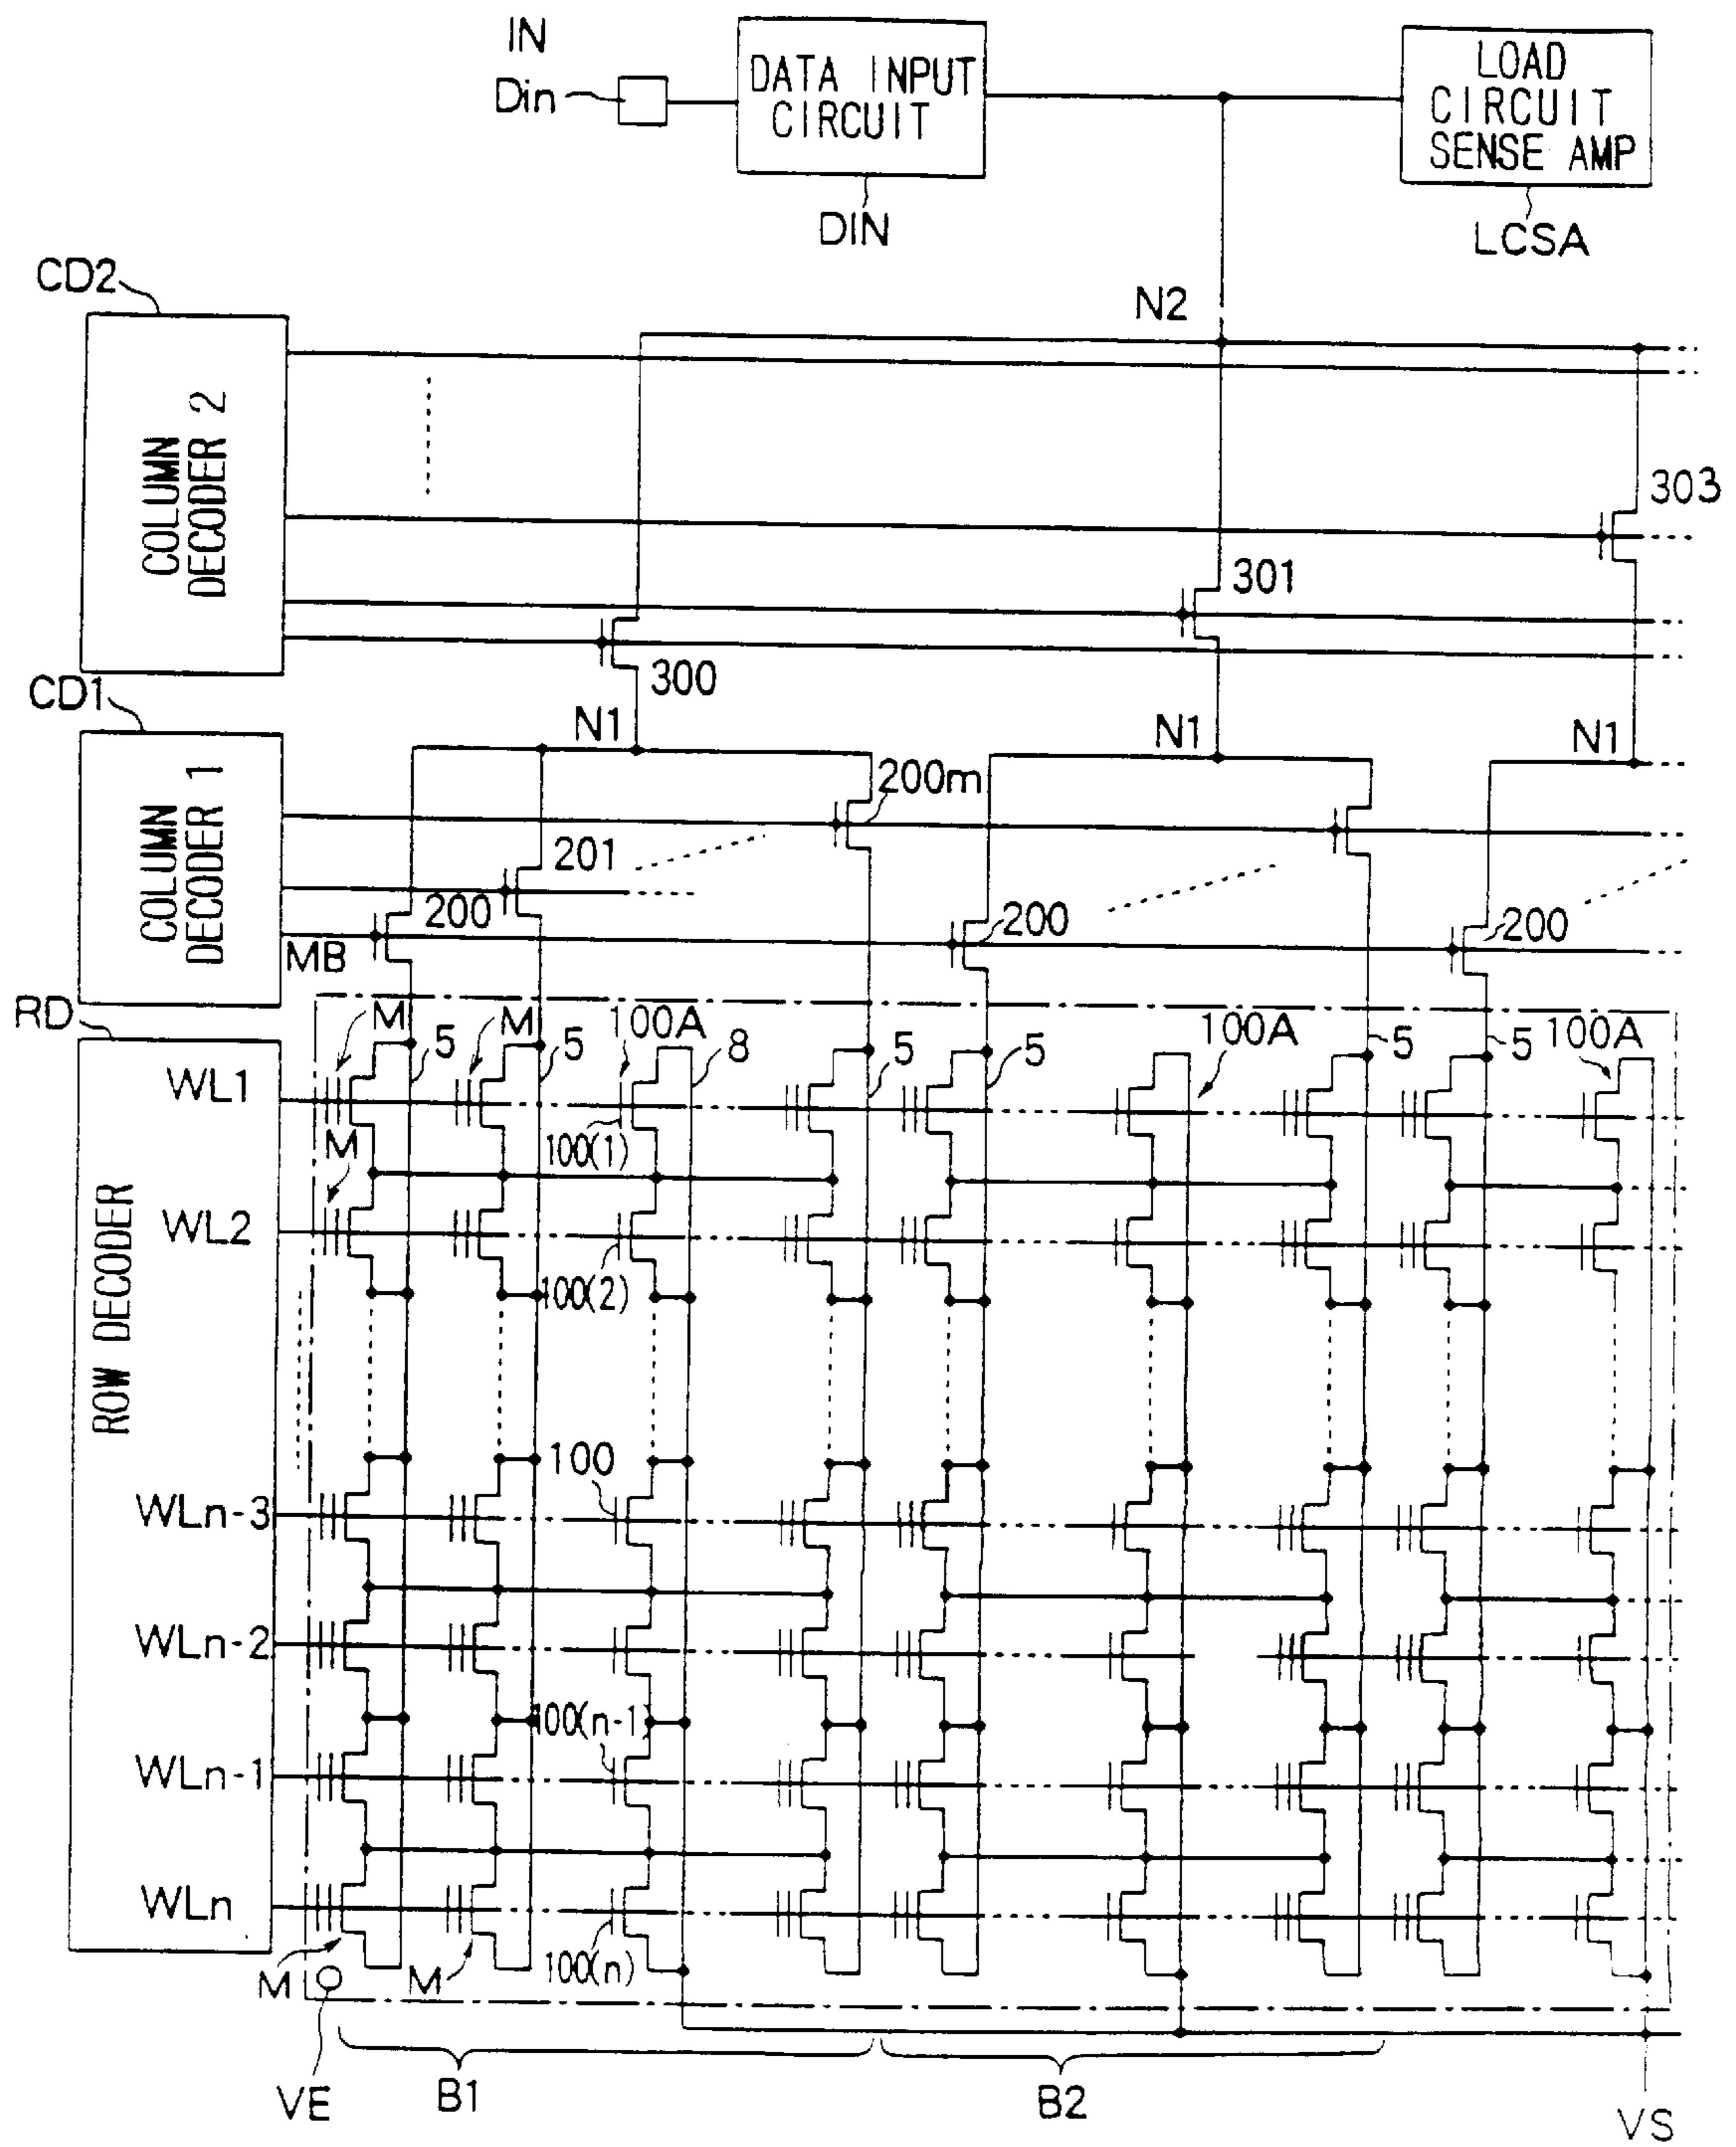 IN
Din
DATA INPUT
CIRCUIT
DIN
LOAD
CIRCUIT
SENSE AMP
LCSA
CD2
COLUMN
DECODER 2
N2
303
301
300
CD1
COLUMN
DECODER 1
N1
N1
N1
200m
201
200
200
200
MB
RD
ROW DECODER
M
M
100A
8
100A
100A
5
5
5
5
5
5
WL1
M
100(1)
WL2
100(2)
100
WLn-3
WLn-2
100(n-1)
WLn-1
WLn
100(n)
M
M
VE
B1
B2
VS